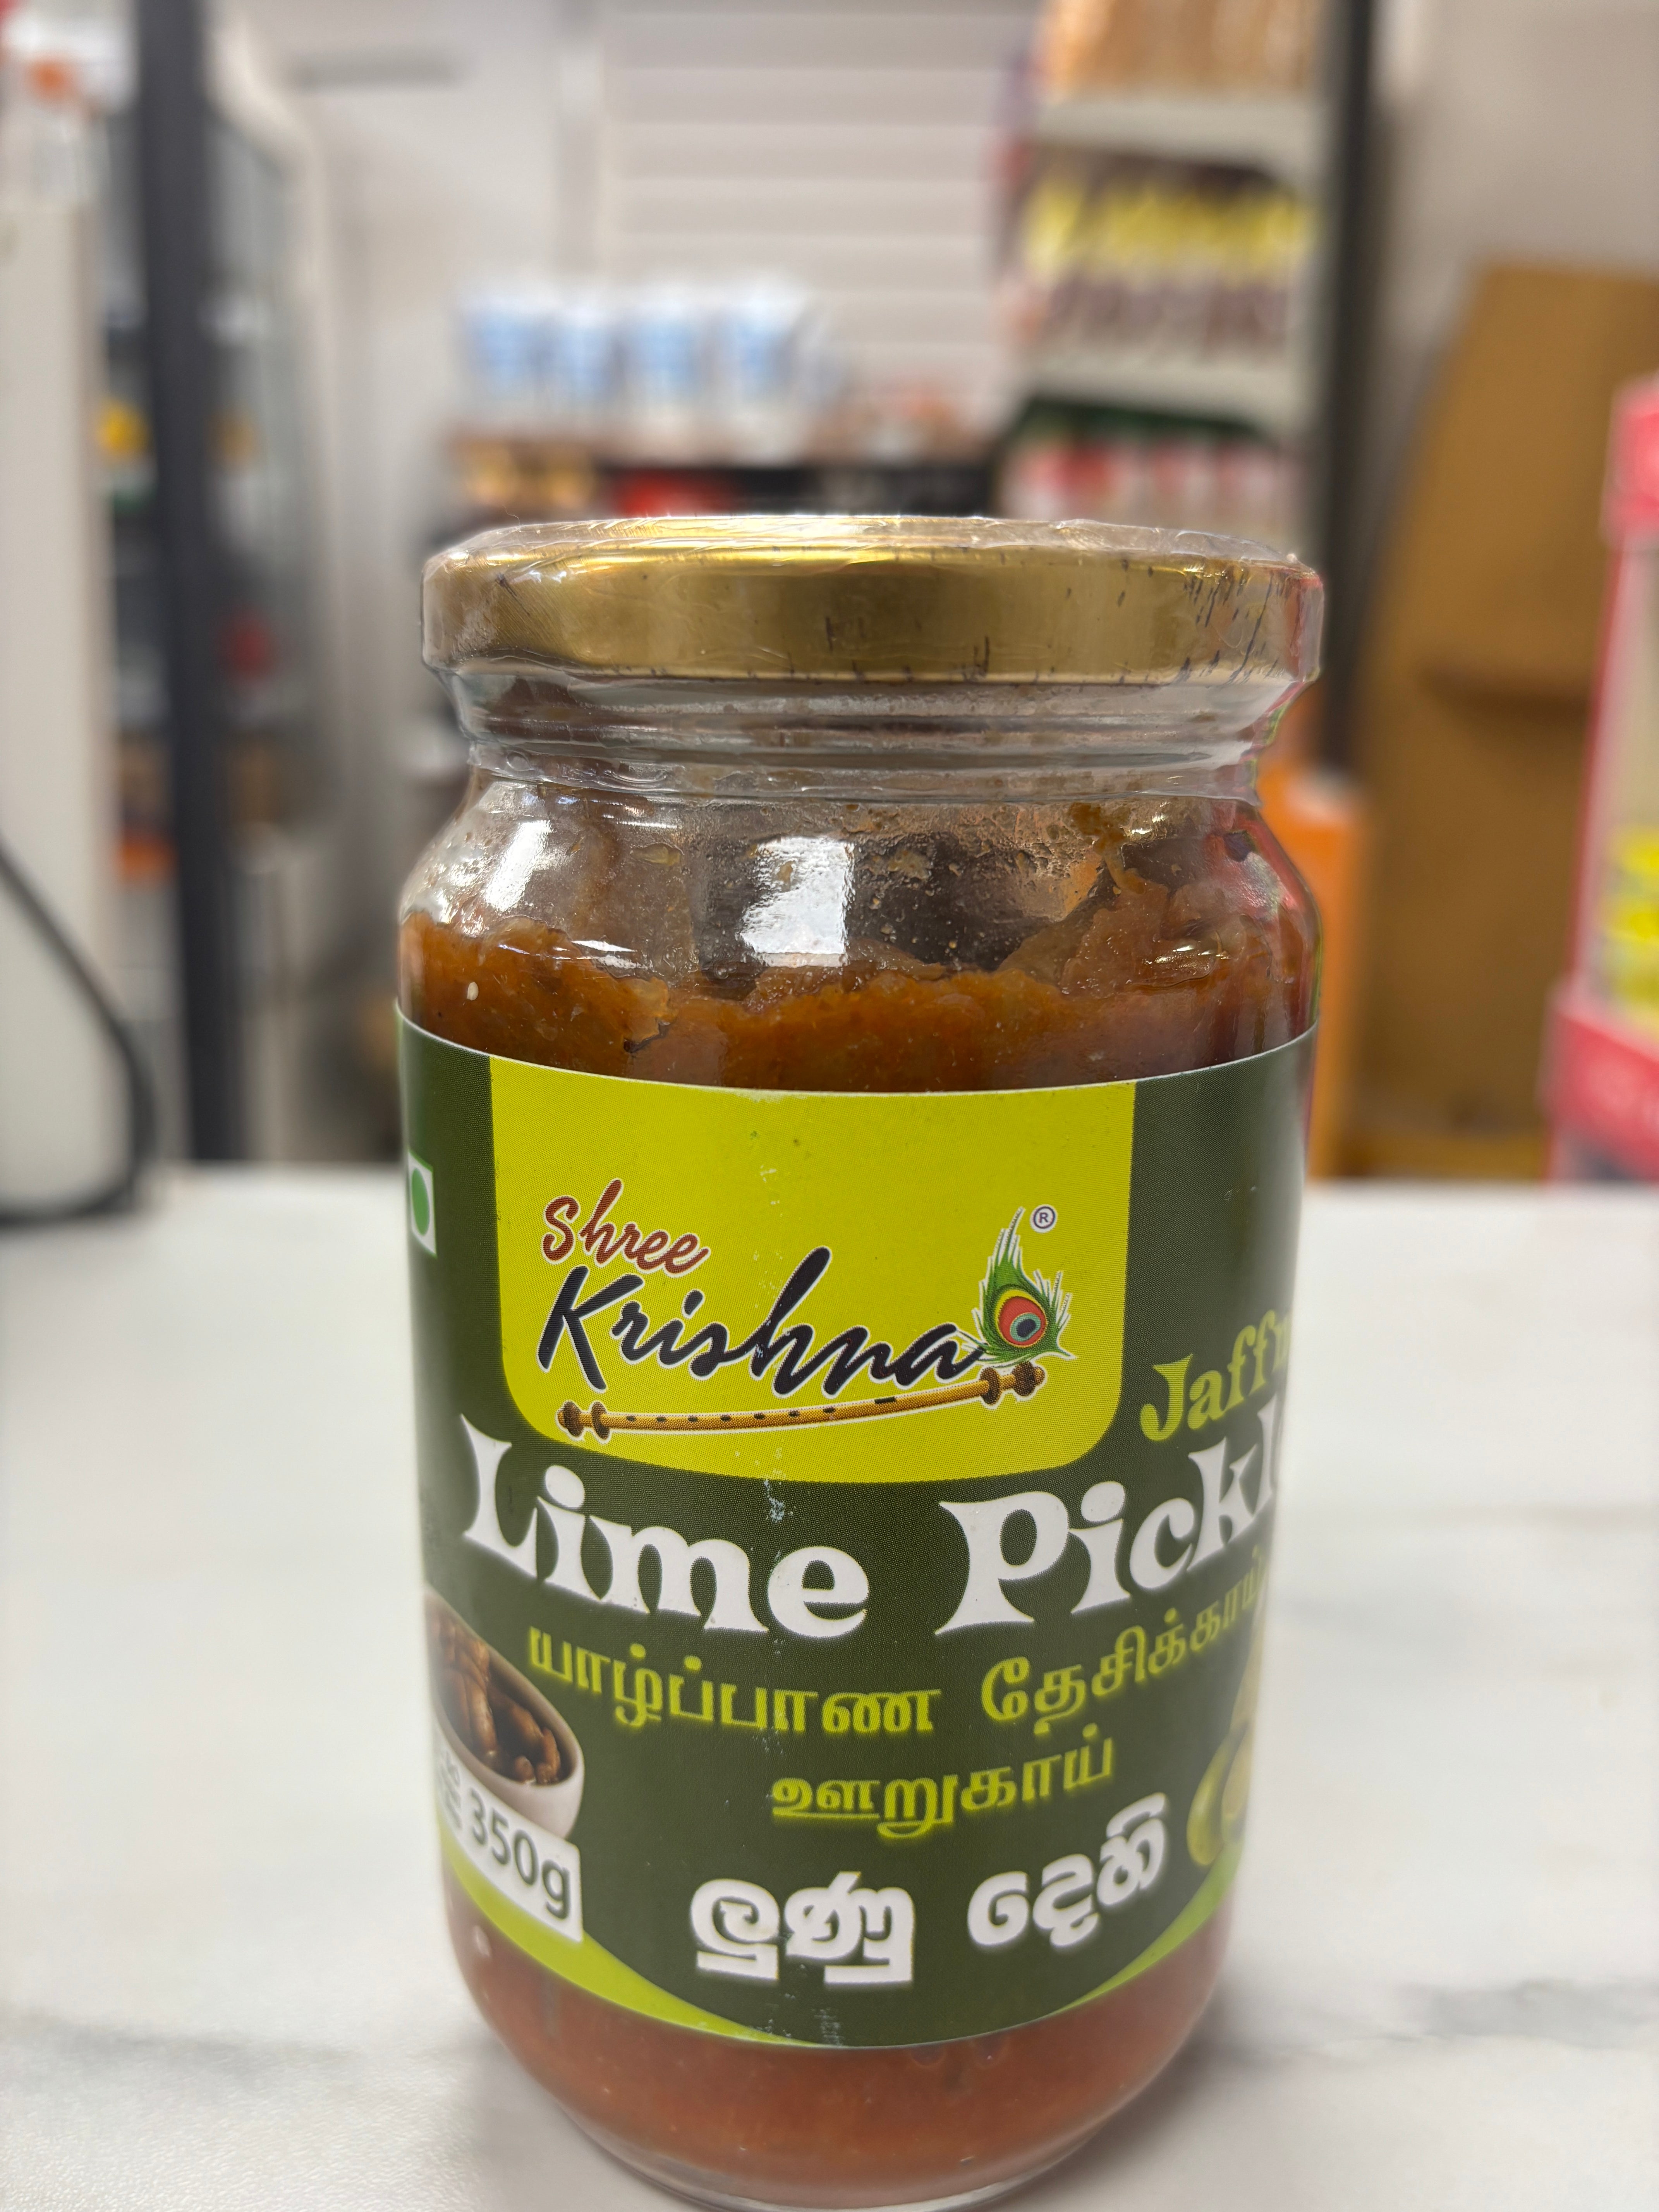 Shree
Krishna ®
Jaffn
Lime Pickl
யாழ்ப்பாண தேசிக்காய்
ஊறுகாய்
350g
ලුණු දෙහි